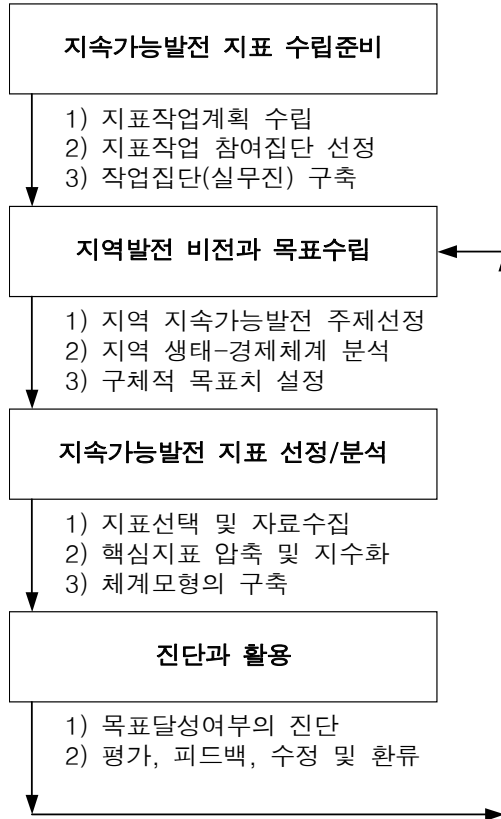 지속가능발전 지표 수립준비
1) 지표작업계획 수립
2) 지표작업 참여집단 선정
3) 작업집단(실무진) 구축
지역발전 비전과 목표수립
1) 지역 지속가능발전 주제선정
2) 지역 생태-경제체계 분석
3) 구체적 목표치 설정
지속가능발전 지표 선정/분석
1) 지표선택 및 자료수집
2) 핵심지표 압축 및 지수화
3) 체계모형의 구축
진단과 활용
1) 목표달성여부의 진단
2) 평가, 피드백, 수정 및 환류